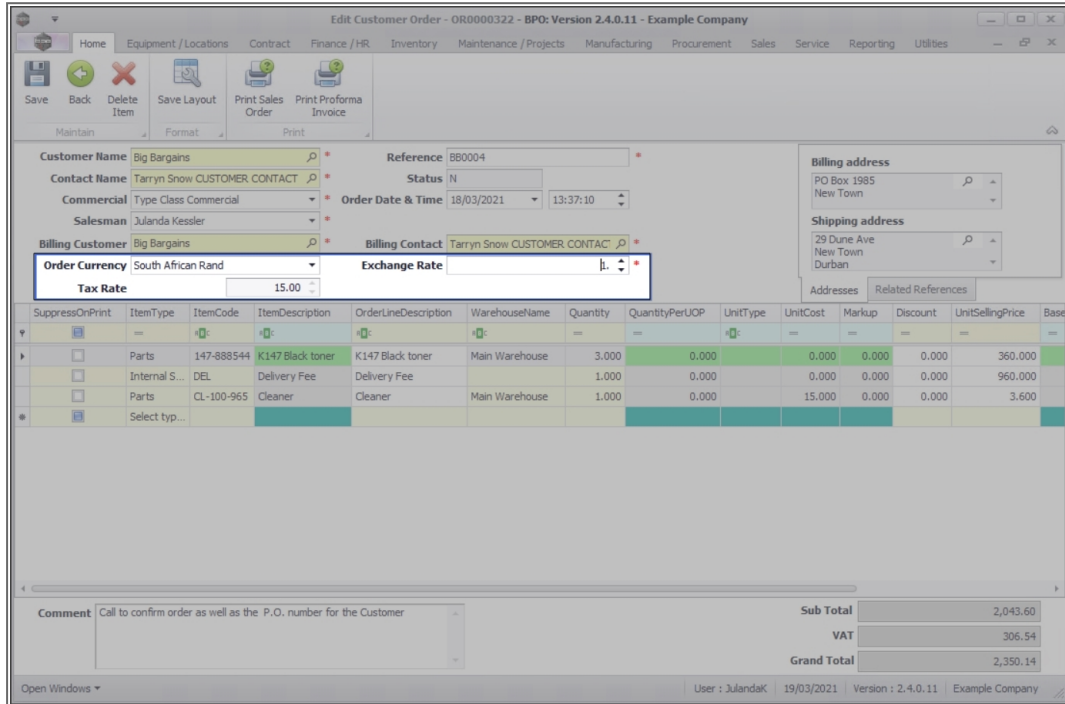 Edit Customer Order - OR0000322 - BPO: Version 2.4.0.11 - Example Company
Home Equipment / Locations Contract Finance / HR Inventory Maintenance / Projects Manufacturing Procurement Sales Service Reporting Utilities
Save Back Delete Item Save Layout Print Sales Order Print Proforma Invoice
Maintain Format Print
Customer Name Big Bargains * Reference BB0004 *
Contact Name Tarryn Snow CUSTOMER CONTACT * Status N
Commercial Type Class Commercial * Order Date & Time 18/03/2021 13:37:10
Salesman Julanda Kessler *
Billing Customer Big Bargains * Billing Contact Tarryn Snow CUSTOMER CONTACT *
Order Currency South African Rand Exchange Rate 1. *
Tax Rate 15.00
Billing address
PO Box 1985
New Town
Shipping address
29 Dune Ave
New Town
Durban
Addresses Related References
SuppressOnPrint ItemType ItemCode ItemDescription OrderLineDescription WarehouseName Quantity QuantityPerUOP UnitType UnitCost Markup Discount UnitSellingPrice Base
Parts 147-888544 K147 Black toner K147 Black toner Main Warehouse 3.000 0.000 0.000 0.000 0.000 360.000
Internal S... DEL Delivery Fee Delivery Fee 1.000 0.000 0.000 0.000 0.000 960.000
Parts CL-100-965 Cleaner Cleaner Main Warehouse 1.000 0.000 15.000 0.000 0.000 3.600
Select typ...
Comment Call to confirm order as well as the P.O. number for the Customer
Sub Total 2,043.60
VAT 306.54
Grand Total 2,350.14
Open Windows User : JulandaK 19/03/2021 Version : 2.4.0.11 Example Company